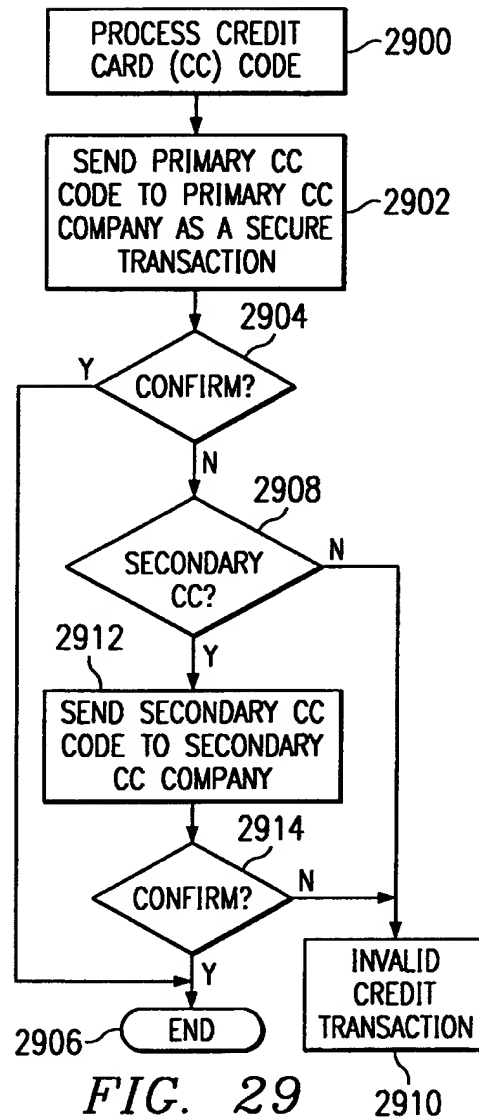 PROCESS CREDIT
CARD (CC) CODE
2900
SEND PRIMARY CC
CODE TO PRIMARY CC
COMPANY AS A SECURE
TRANSACTION
2902
2904
Y
CONFIRM?
N
2908
SECONDARY
CC?
N
2912
Y
SEND SECONDARY CC
CODE TO SECONDARY
CC COMPANY
2914
CONFIRM?
N
Y
INVALID
CREDIT
TRANSACTION
2906
END
2910
FIG. 29